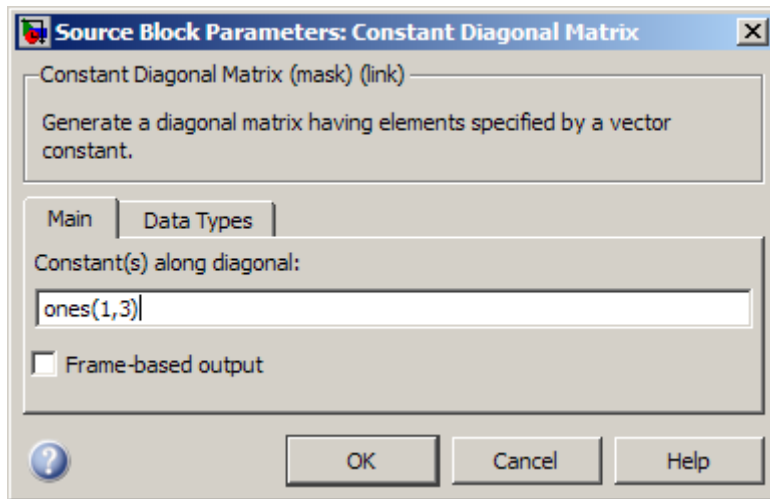 Source Block Parameters: Constant Diagonal Matrix
Constant Diagonal Matrix (mask) (link)
Generate a diagonal matrix having elements specified by a vector
constant.
Main Data Types
Constant(s) along diagonal:
ones(1,3)
Frame-based output
OK Cancel Help